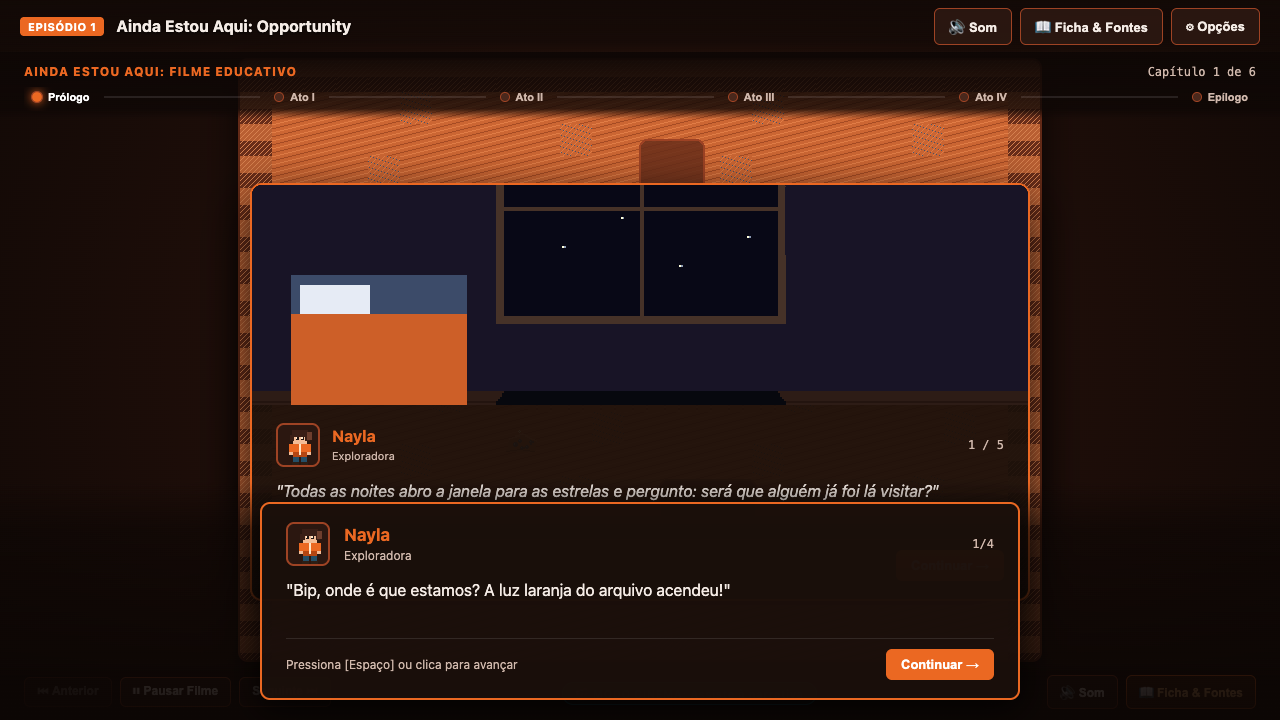 EPISÓDIO 1 Ainda Estou Aqui: Opportunity
🔊 Som
📖 Ficha & Fontes
⚙ Opções
AINDA ESTOU AQUI: FILME EDUCATIVO
Capítulo 1 de 6
Prólogo
Ato I
Ato II
Ato III
Ato IV
Epílogo
Nayla
Exploradora
1 / 5
"Todas as noites abro a janela para as estrelas e pergunto: será que alguém já foi lá visitar?"
Nayla
Exploradora
1/4
"Bip, onde é que estamos? A luz laranja do arquivo acendeu!"
Pressiona [Espaço] ou clica para avançar
Continuar →
⏮ Anterior
⏸ Pausar Filme
🔊 Som
📖 Ficha & Fontes